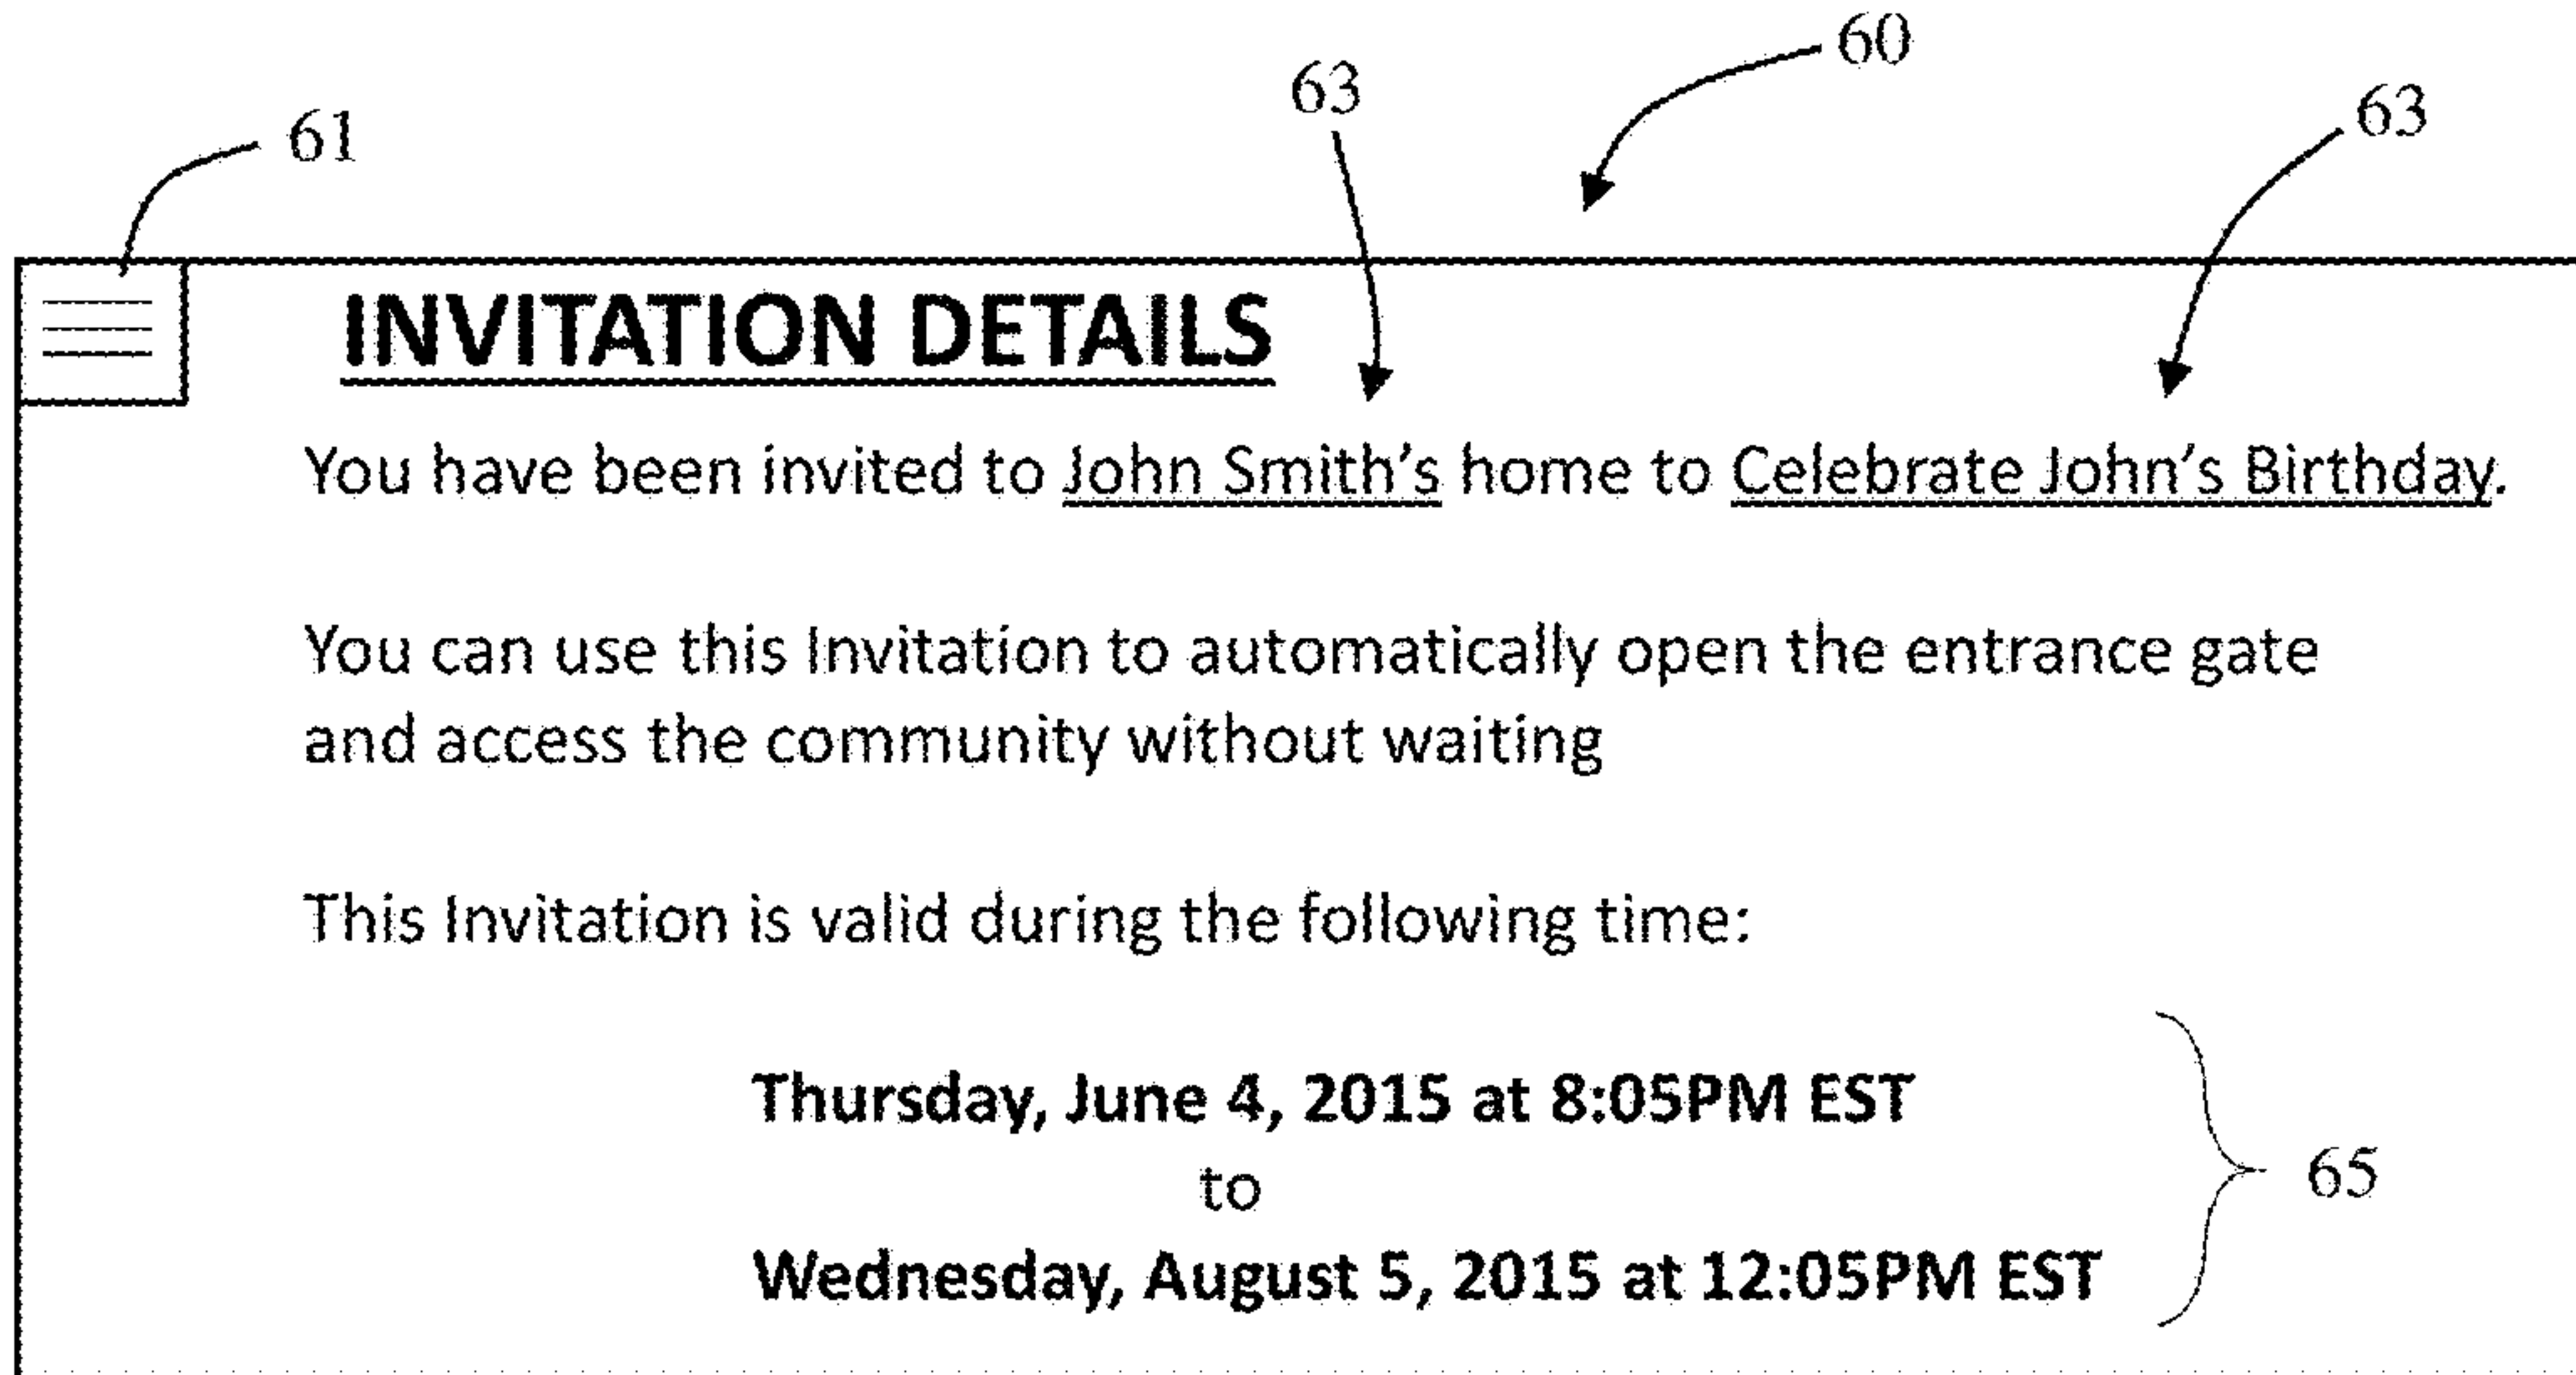 60
63
63
61
INVITATION DETAILS
You have been invited to John Smith's home to Celebrate John's Birthday.
You can use this Invitation to automatically open the entrance gate
and access the community without waiting
This Invitation is valid during the following time:
Thursday, June 4, 2015 at 8:05PM EST
to
65
Wednesday, August 5, 2015 at 12:05PM EST